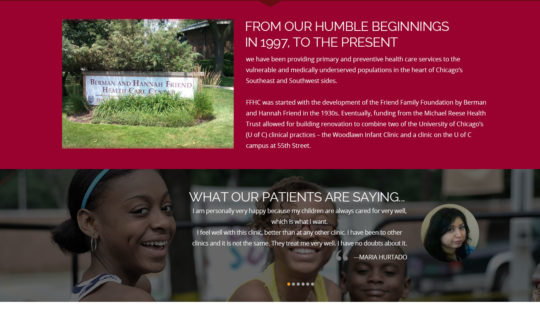 FROM OUR HUMBLE BEGINNINGS
IN 1997, TO THE PRESENT
we have been providing primary and preventive health care services to the
vulnerable and medically underserved populations in the heart of Chicago's
Southeast and Southwest sides.
FFHC was started with the development of the Friend Family Foundation by Berman
and Hannah Friend in the 1930s. Eventually, funding from the Michael Reese Health
Trust allowed for building renovation to combine two of the University of Chicago's
(U of C) clinical practices – the Woodlawn Infant Clinic and a clinic on the U of C
campus at 55th Street.
BERMAN AND HANNAH FRIEND
HEALTH CARE CENTER
WHAT OUR PATIENTS ARE SAYING...
I am personally very happy because my children are always cared for very well,
which is what I want.
I feel well with this clinic, better than at any other clinic. I have been to other
clinics and it is not the same. They treat me very well. I have no doubts about it.
—MARIA HURTADO